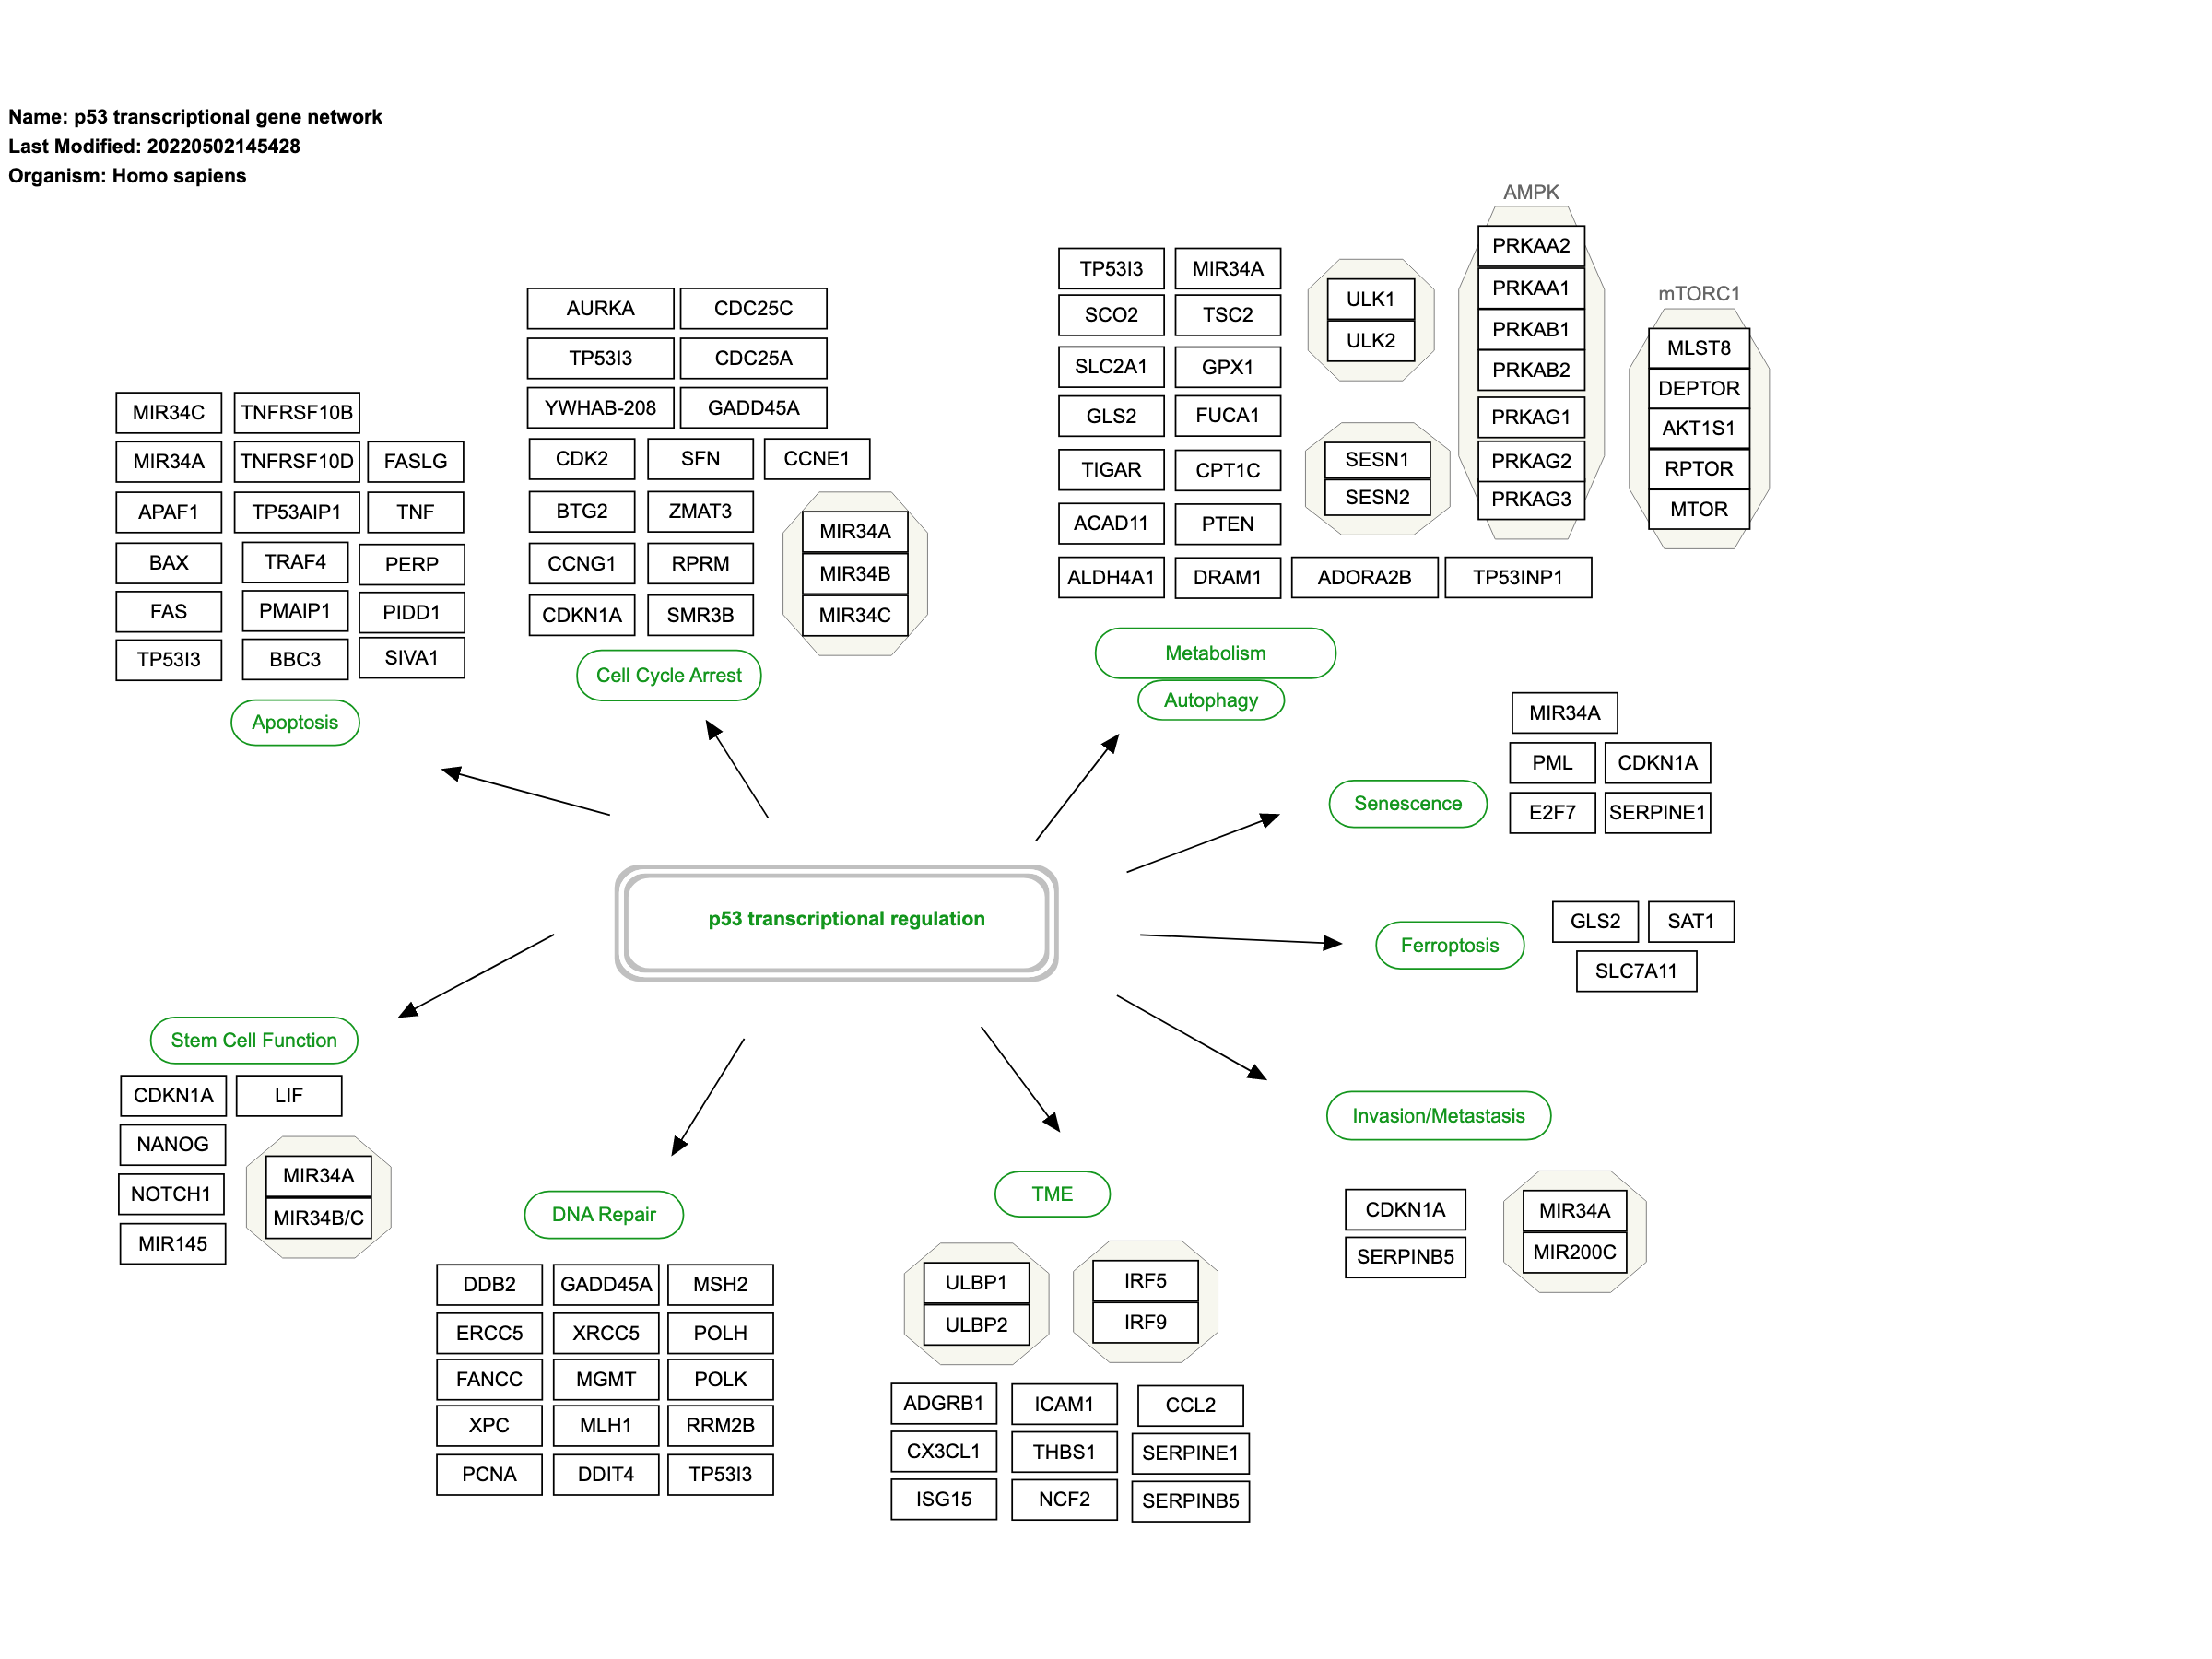 Name: p53 transcriptional gene network
Last Modified: 20220502145428
Organism: Homo sapiens
MIR34C TNFRSF10B
MIR34A TNFRSF10D FASLG
APAF1 TP53AIP1 TNF
BAX TRAF4 PERP
FAS PMAIP1 PIDD1
TP53I3 BBC3 SIVA1
Apoptosis
AURKA CDC25C
TP53I3 CDC25A
YWHAB-208 GADD45A
CDK2 SFN CCNE1
BTG2 ZMAT3
CCNG1 RPRM
CDKN1A SMR3B
MIR34A
MIR34B
MIR34C
Cell Cycle Arrest
TP53I3 MIR34A
SCO2 TSC2
SLC2A1 GPX1
GLS2 FUCA1
TIGAR CPT1C
ACAD11 PTEN
ALDH4A1 DRAM1 ADORA2B TP53INP1
ULK1
ULK2
SESN1
SESN2
AMPK
PRKAA2
PRKAA1
PRKAB1
PRKAB2
PRKAG1
PRKAG2
PRKAG3
mTORC1
MLST8
DEPTOR
AKT1S1
RPTOR
MTOR
Metabolism
Autophagy
Senescence
MIR34A
PML CDKN1A
E2F7 SERPINE1
p53 transcriptional regulation
Ferroptosis
GLS2 SAT1
SLC7A11
Stem Cell Function
CDKN1A LIF
NANOG
NOTCH1
MIR145
MIR34A
MIR34B/C
DNA Repair
DDB2 GADD45A MSH2
ERCC5 XRCC5 POLH
FANCC MGMT POLK
XPC MLH1 RRM2B
PCNA DDIT4 TP53I3
TME
ULBP1
ULBP2
IRF5
IRF9
ADGRB1 ICAM1 CCL2
CX3CL1 THBS1 SERPINE1
ISG15 NCF2 SERPINB5
Invasion/Metastasis
CDKN1A
SERPINB5
MIR34A
MIR200C